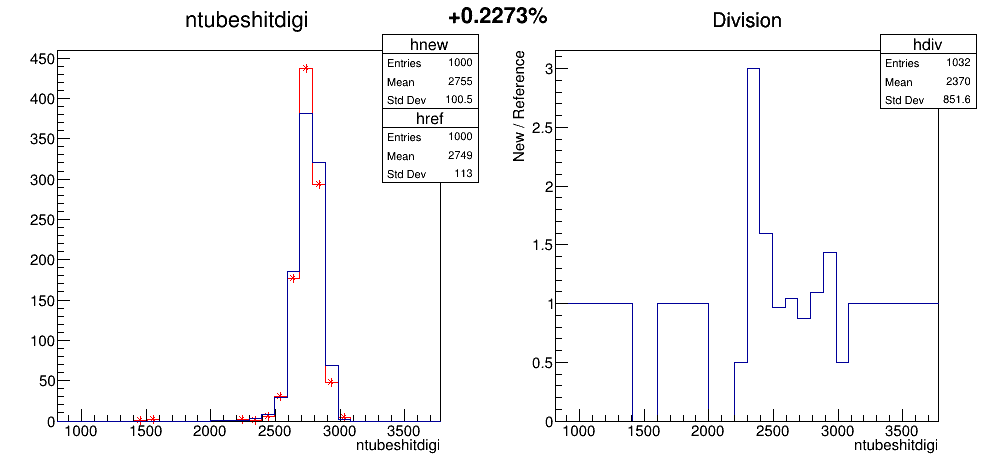 +0.2273%
ntubeshitdigi
hnew
Entries 1000
Mean 2755
Std Dev 100.5
href
Entries 1000
Mean 2749
Std Dev 113
450
400
350
300
250
200
150
100
50
0
1000 1500 2000 2500 3000 3500
ntubeshitdigi
Division
hdiv
Entries 1032
Mean 2370
Std Dev 851.6
New / Reference
3
2.5
2
1.5
1
0.5
0
1000 1500 2000 2500 3000 3500
ntubeshitdigi